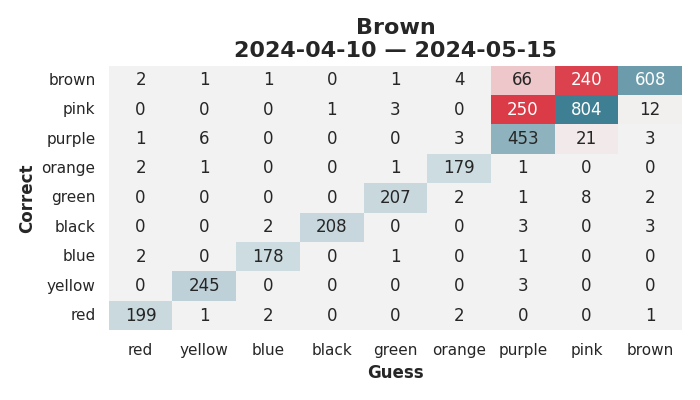 Brown
2024-04-10 — 2024-05-15
brown 2 1 1 0 1 4 66 240 608
pink 0 0 0 1 3 0 250 804 12
purple 1 6 0 0 0 3 453 21 3
orange 2 1 0 0 1 179 1 0 0
green 0 0 0 0 207 2 1 8 2
black 0 0 2 208 0 0 3 0 3
blue 2 0 178 0 1 0 1 0 0
yellow 0 245 0 0 0 0 3 0 0
red 199 1 2 0 0 2 0 0 1
Correct
red yellow blue black green orange purple pink brown
Guess